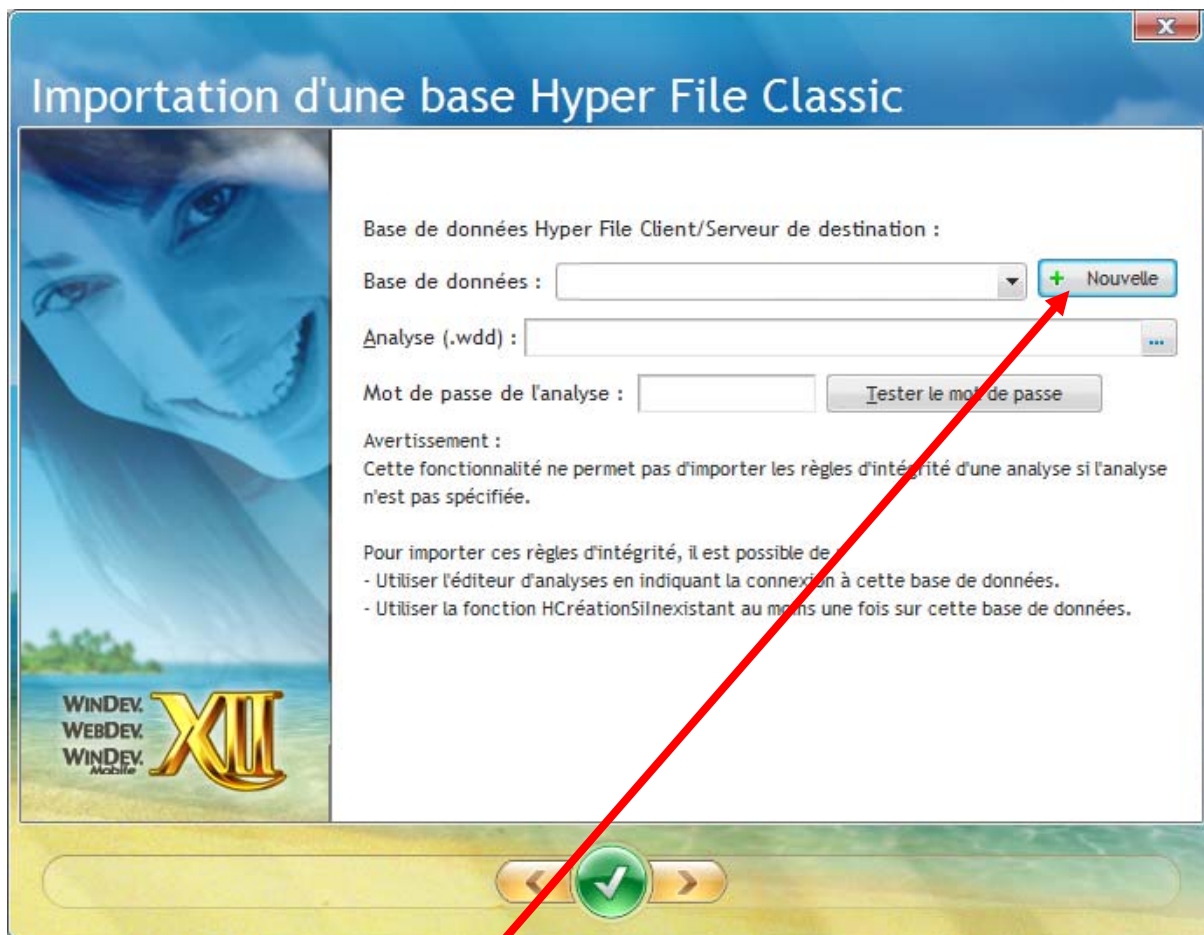 Importation d'une base Hyper File Classic
Base de données Hyper File Client/Serveur de destination :
Base de données :
+ Nouvelle
Analyse (.wdd) :
...
Mot de passe de l'analyse :
Tester le mot de passe
Avertissement :
Cette fonctionnalité ne permet pas d'importer les règles d'intégrité d'une analyse si l'analyse
n'est pas spécifiée.
Pour importer ces règles d'intégrité, il est possible de
- Utiliser l'éditeur d'analyses en indiquant la connexion à cette base de données.
- Utiliser la fonction HCréationSiInexistant au moins une fois sur cette base de données.
WINDEV.
WEBDEV.
WINDEV.
Mobile
XII